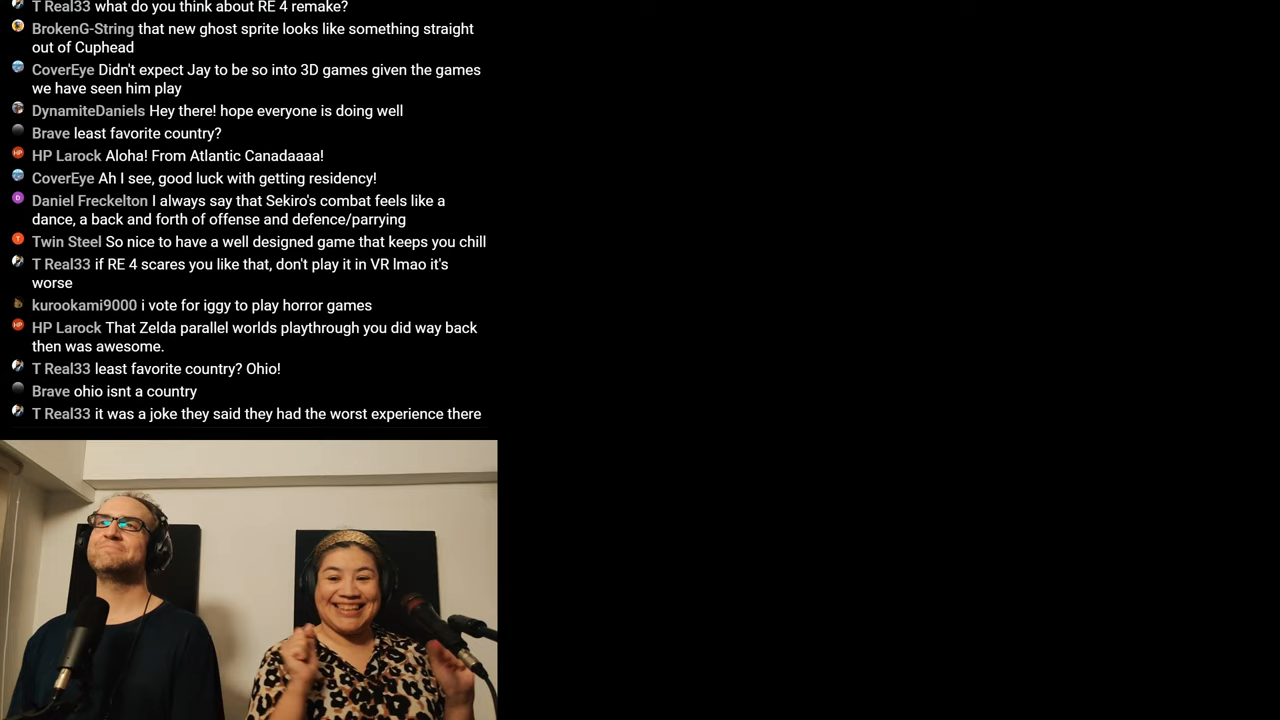 T Real33 what do you think about RE 4 remake?
BrokenG-String that new ghost sprite looks like something straight
out of Cuphead
CoverEye Didn't expect Jay to be so into 3D games given the games
we have seen him play
DynamiteDaniels Hey there! hope everyone is doing well
Brave least favorite country?
HP Larock Aloha! From Atlantic Canadaaaa!
CoverEye Ah I see, good luck with getting residency!
D Daniel Freckelton I always say that Sekiro's combat feels like a
dance, a back and forth of offense and defence/parrying
T Twin Steel So nice to have a well designed game that keeps you chill
T Real33 if RE 4 scares you like that, don't play it in VR lmao it's
worse
kurookami9000 i vote for iggy to play horror games
HP HP Larock That Zelda parallel worlds playthrough you did way back
then was awesome.
T Real33 least favorite country? Ohio!
Brave ohio isnt a country
T Real33 it was a joke they said they had the worst experience there